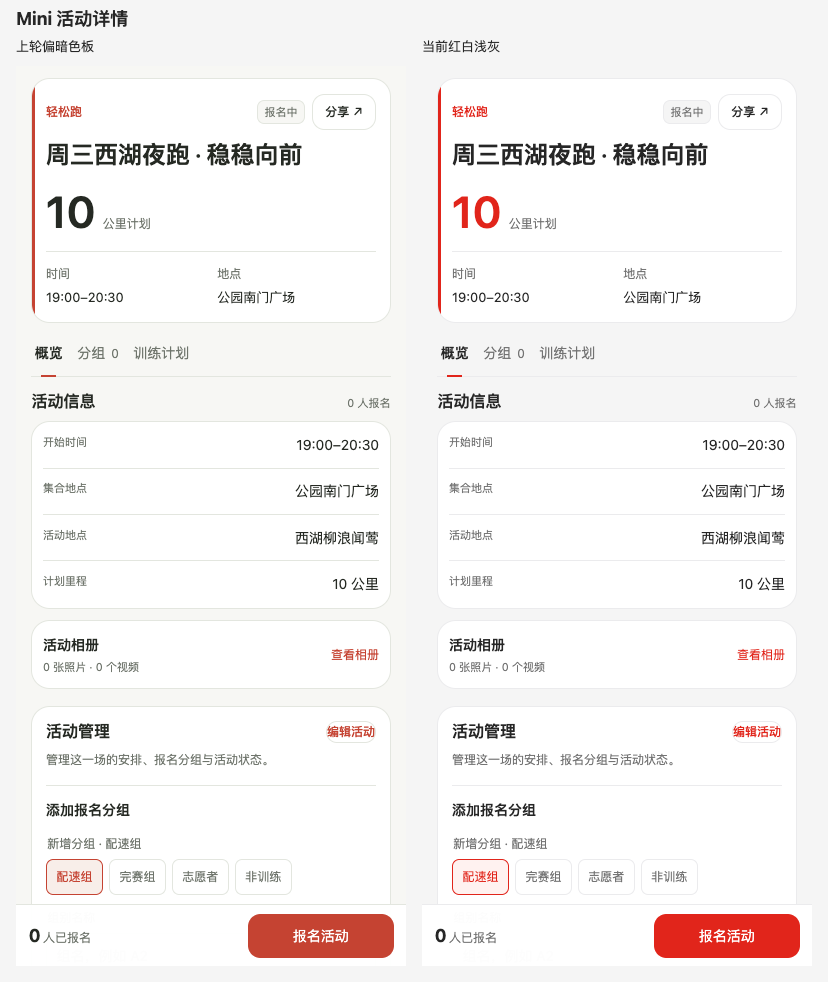 Mini 活动详情
上轮偏暗色板
轻松跑
报名中
分享 ↗
周三西湖夜跑 · 稳稳向前
10 公里计划
时间 地点
19:00–20:30 公园南门广场
概览 分组 0 训练计划
活动信息 0 人报名
开始时间 19:00–20:30
集合地点 公园南门广场
活动地点 西湖柳浪闻莺
计划里程 10 公里
活动相册
0 张照片 · 0 个视频 查看相册
活动管理 编辑活动
管理这一场的安排、报名分组与活动状态。
添加报名分组
新增分组 · 配速组
配速组 完赛组 志愿者 非训练
0 人已报名 报名活动
当前红白浅灰
轻松跑
报名中
分享 ↗
周三西湖夜跑 · 稳稳向前
10 公里计划
时间 地点
19:00–20:30 公园南门广场
概览 分组 0 训练计划
活动信息 0 人报名
开始时间 19:00–20:30
集合地点 公园南门广场
活动地点 西湖柳浪闻莺
计划里程 10 公里
活动相册
0 张照片 · 0 个视频 查看相册
活动管理 编辑活动
管理这一场的安排、报名分组与活动状态。
添加报名分组
新增分组 · 配速组
配速组 完赛组 志愿者 非训练
0 人已报名 报名活动